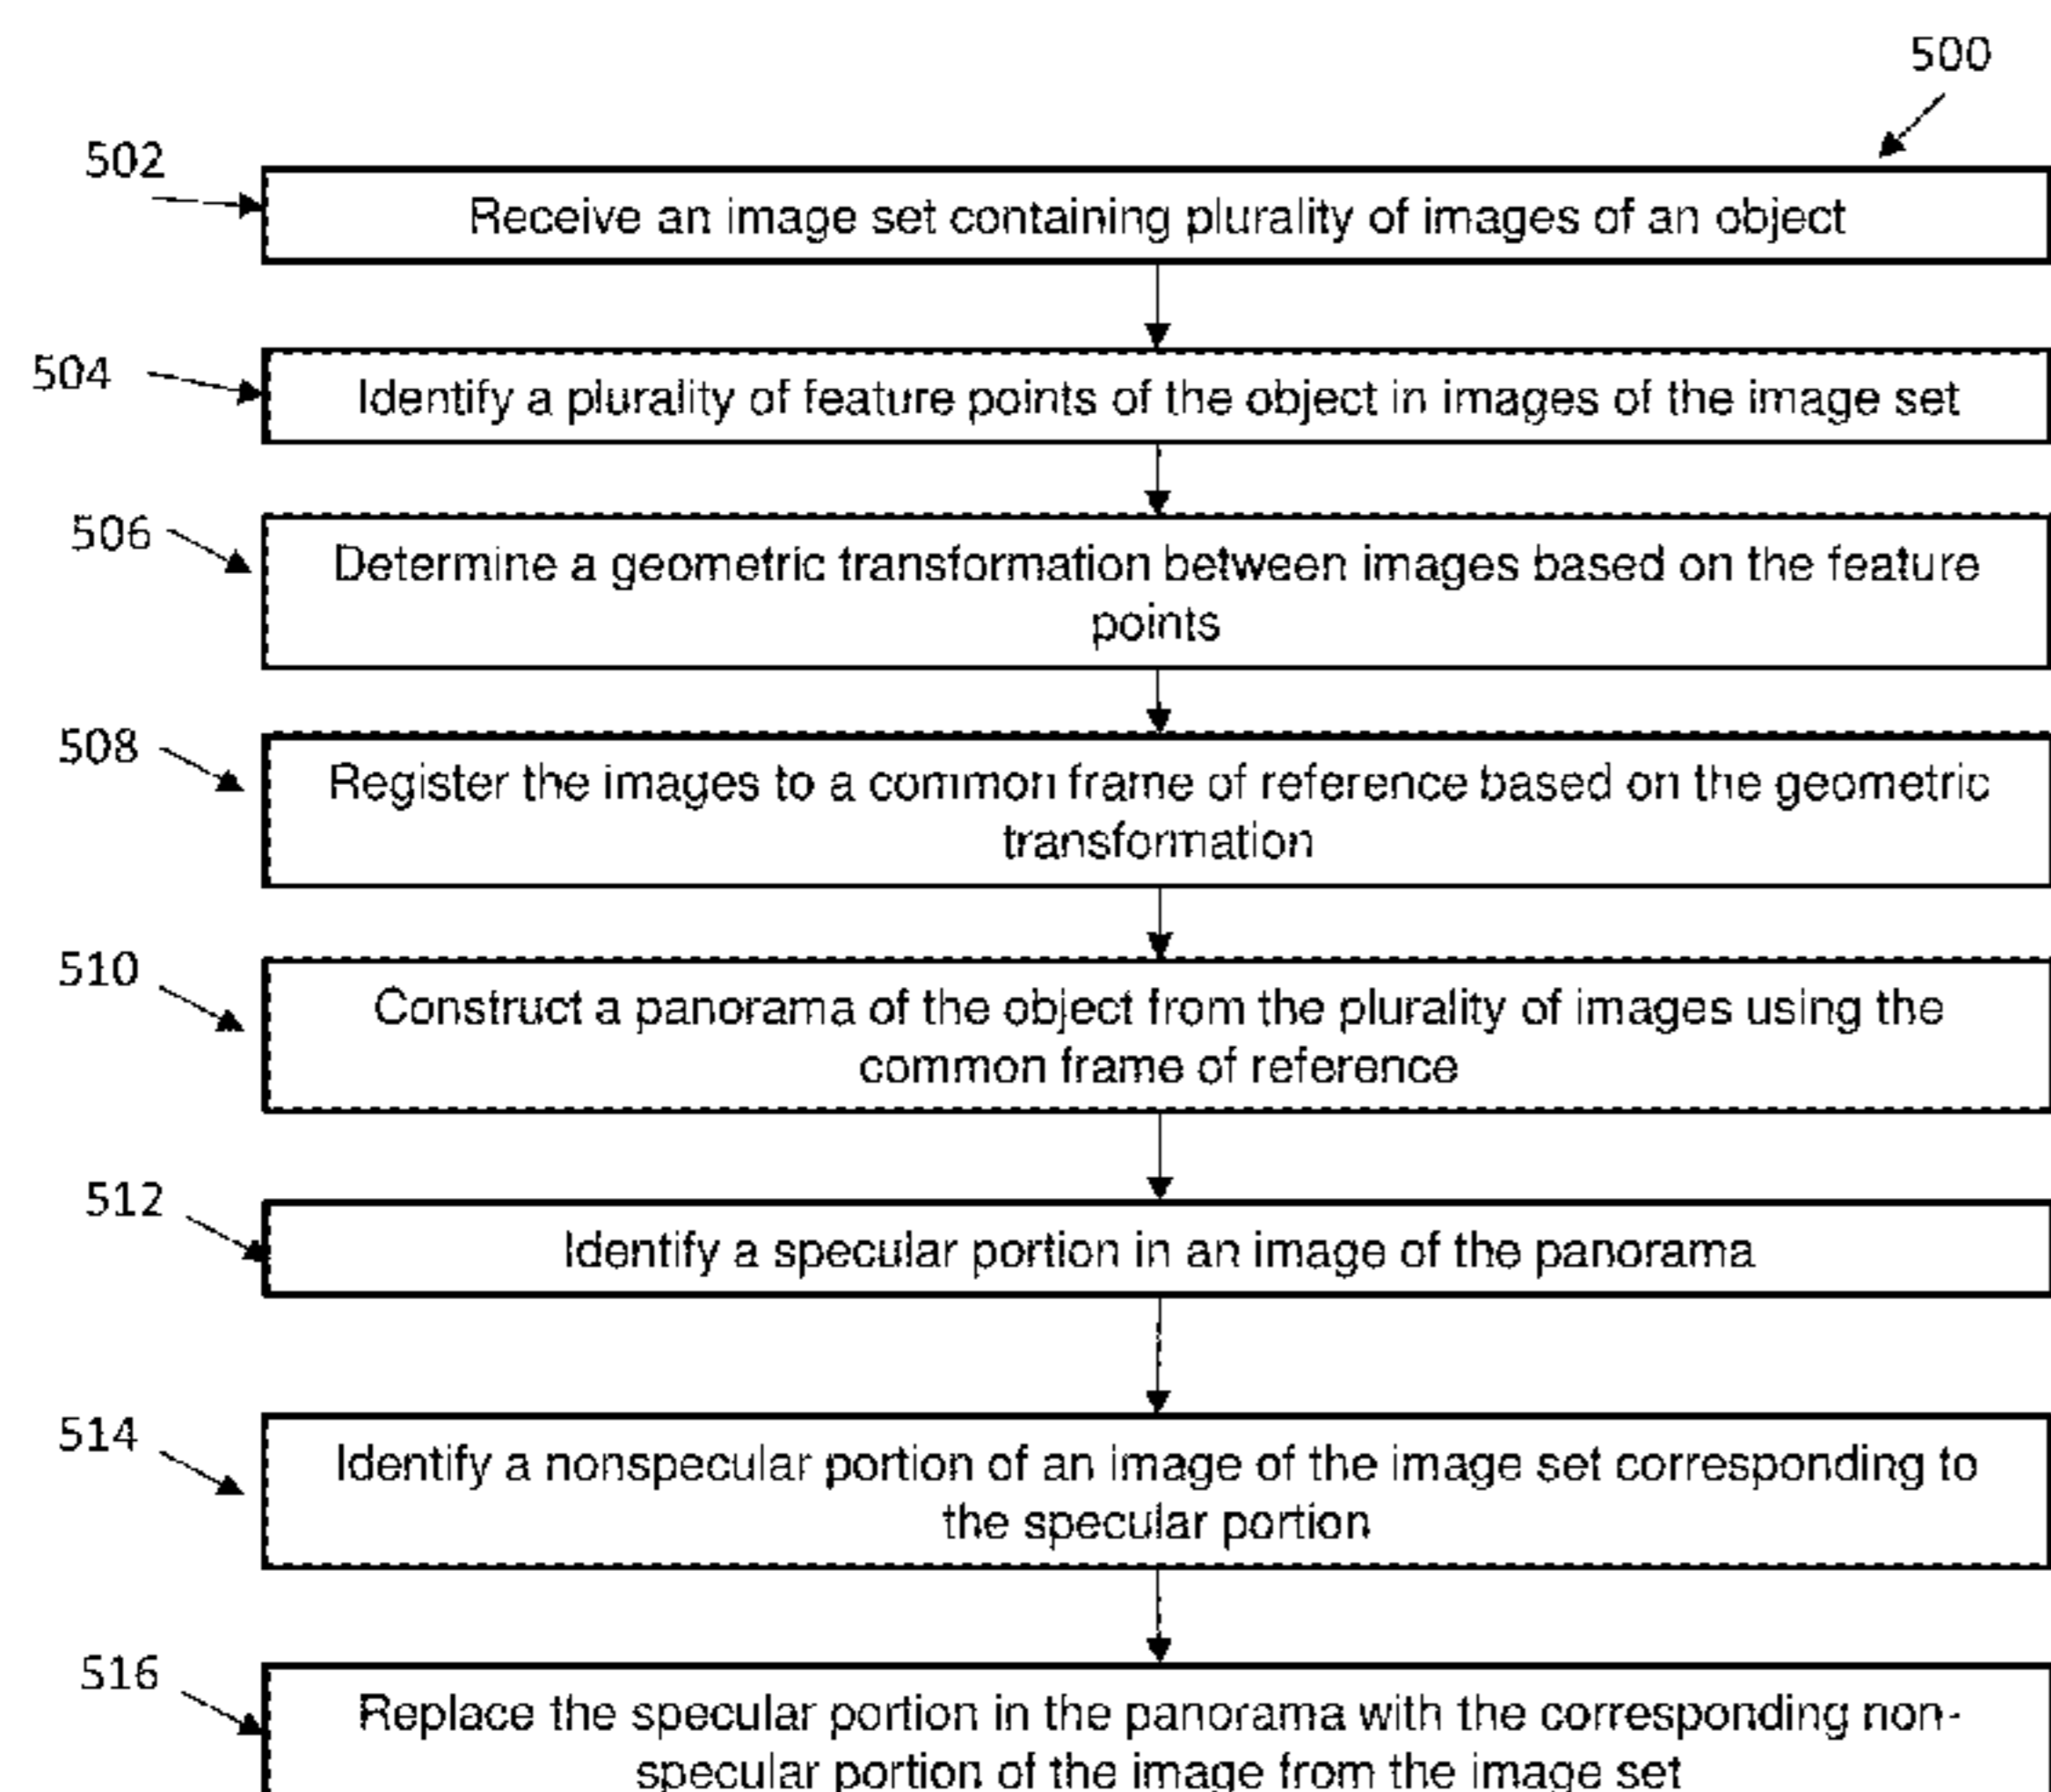 500
502
Receive an image set containing plurality of images of an object
504
Identify a plurality of feature points of the object in images of the image set
506
Determine a geometric transformation between images based on the feature
points
508
Register the images to a common frame of reference based on the geometric
transformation
510
Construct a panorama of the object from the plurality of images using the
common frame of reference
512
Identify a specular portion in an image of the panorama
514
Identify a nonspecular portion of an image of the image set corresponding to
the specular portion
516
Replace the specular portion in the panorama with the corresponding non-
specular portion of the image from the image set